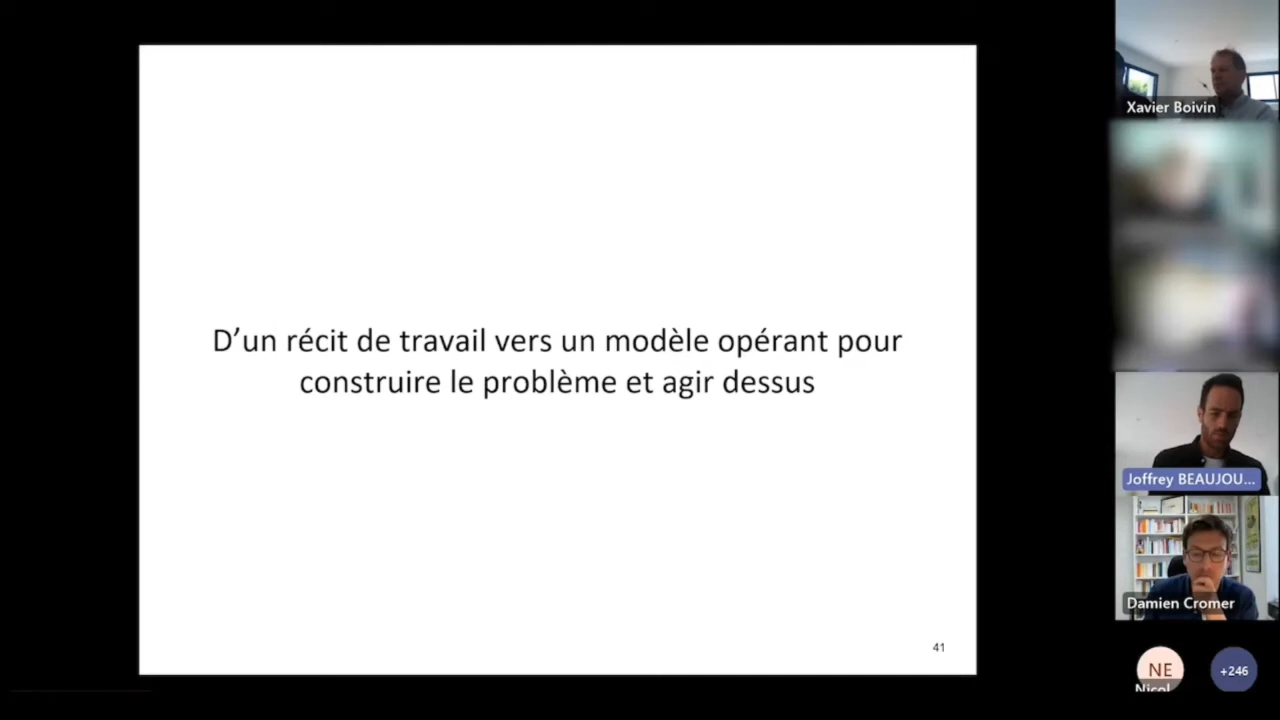 D’un récit de travail vers un modèle opérant pour
construire le problème et agir dessus
41
Xavier Boivin
Joffrey BEAUJOU...
Damien Cromer
NE
Nicol
+246